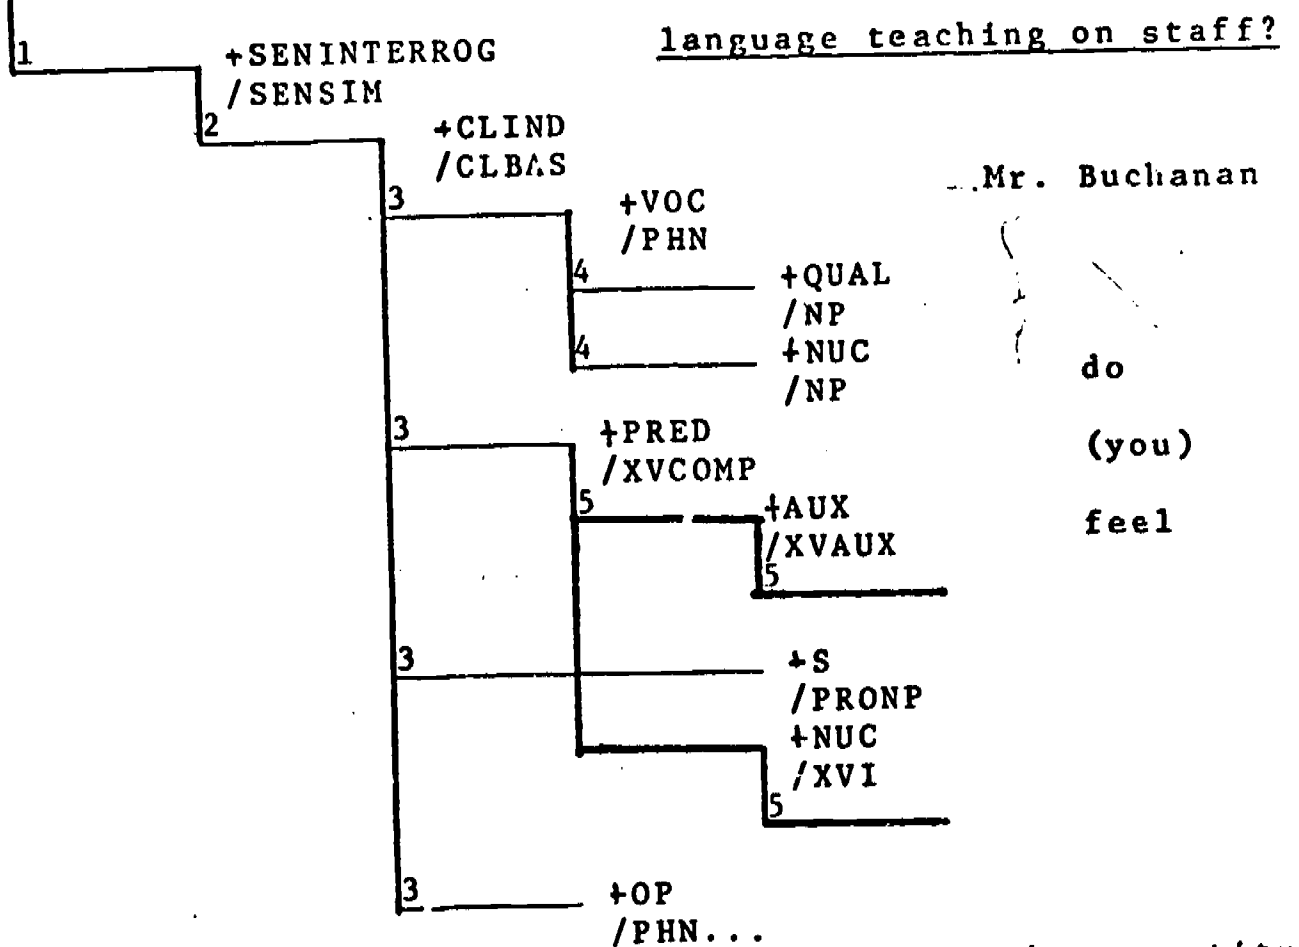 language teaching on staff?
1
+SENINTERROG
/SENSIM
2
+CLIND
/CLBAS
Mr. Buchanan
3
+VOC
/PHN
4
+QUAL
/NP
4
+NUC
/NP
do
3
+PRED
/XVCOMP
(you)
5
+AUX
/XVAUX
feel
5
3
+S
/PRONP
+NUC
/XVI
5
3
+OP
/PHN...